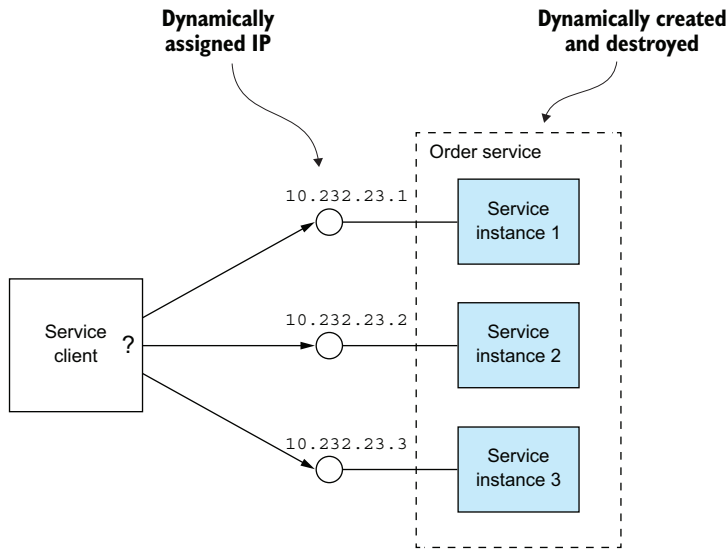 Dynamically
assigned IP
Dynamically created
and destroyed
Order service
10.232.23.1
Service
instance 1
Service
client
?
10.232.23.2
Service
instance 2
10.232.23.3
Service
instance 3